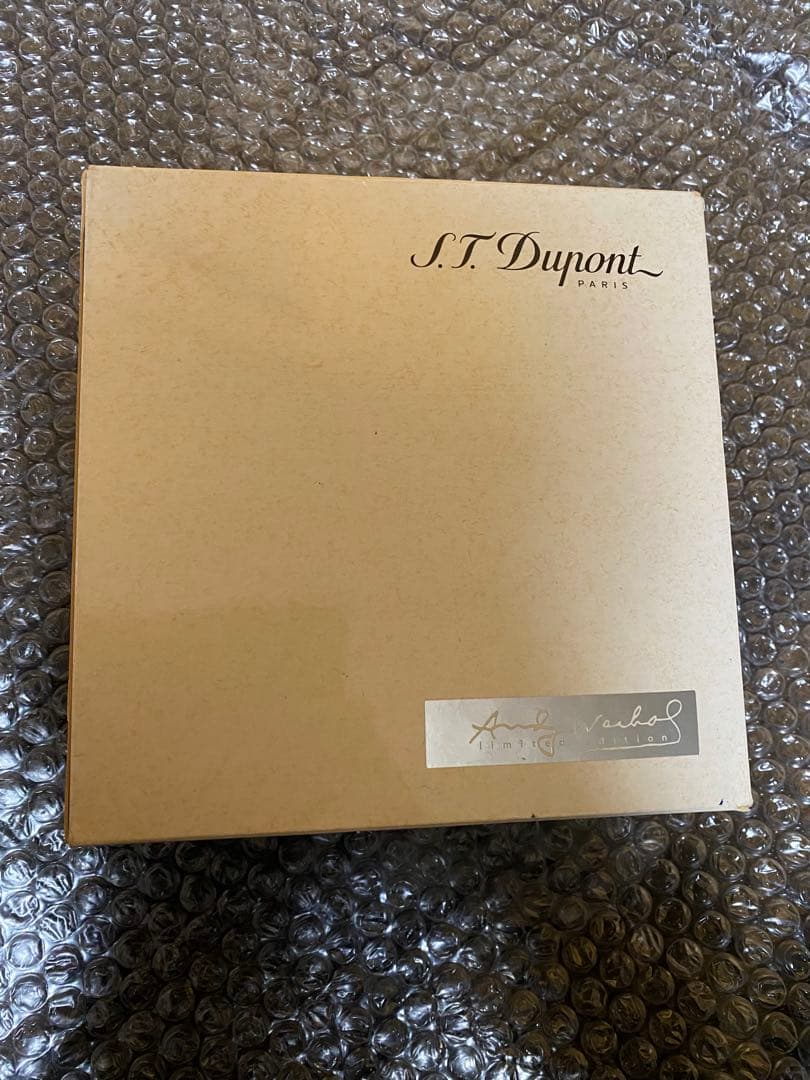 S.T. Dupont
PARIS
Andy Warhol
limited edition